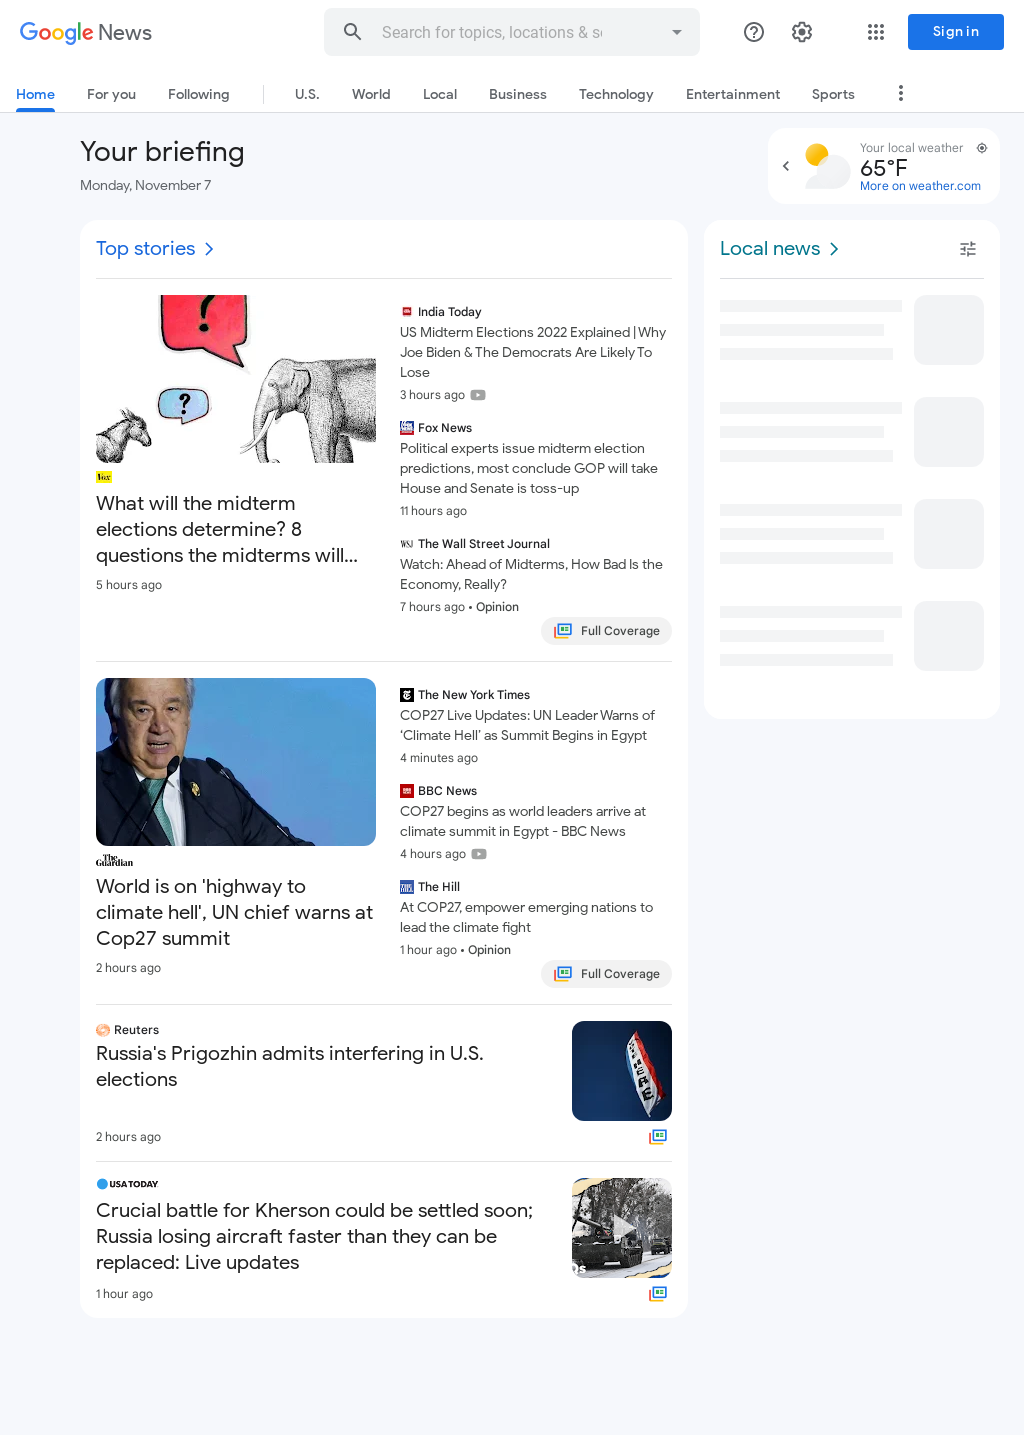 Google News
Search for topics, locations & so
Sign in
Home
For you
Following
U.S.
World
Local
Business
Technology
Entertainment
Sports
Your briefing
Monday, November 7
Your local weather
65°F
More on weather.com
Top stories
?
?
Vox
What will the midterm
elections determine? 8
questions the midterms will...
5 hours ago
India Today
US Midterm Elections 2022 Explained | Why
Joe Biden & The Democrats Are Likely To
Lose
3 hours ago
Fox News
Political experts issue midterm election
predictions, most conclude GOP will take
House and Senate is toss-up
11 hours ago
WSJ The Wall Street Journal
Watch: Ahead of Midterms, How Bad Is the
Economy, Really?
7 hours ago • Opinion
Full Coverage
The
Guardian
World is on 'highway to
climate hell', UN chief warns at
Cop27 summit
2 hours ago
The New York Times
COP27 Live Updates: UN Leader Warns of
‘Climate Hell’ as Summit Begins in Egypt
4 minutes ago
BBC News
COP27 begins as world leaders arrive at
climate summit in Egypt - BBC News
4 hours ago
The Hill
At COP27, empower emerging nations to
lead the climate fight
1 hour ago • Opinion
Full Coverage
Reuters
Russia's Prigozhin admits interfering in U.S.
elections
2 hours ago
USA TODAY
Crucial battle for Kherson could be settled soon;
Russia losing aircraft faster than they can be
replaced: Live updates
1 hour ago
Local news